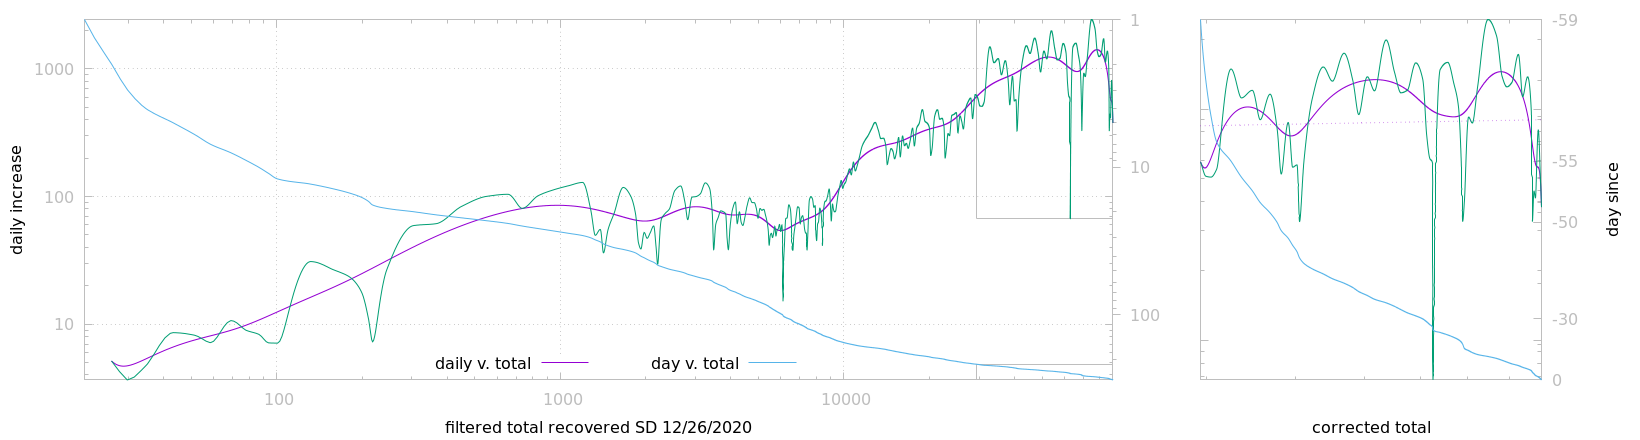 1
-59
1000
10
-55
100
-50
daily increase
day since
10
100
-30
daily v. total
day v. total
0
100
1000
10000
filtered total recovered SD 12/26/2020
corrected total